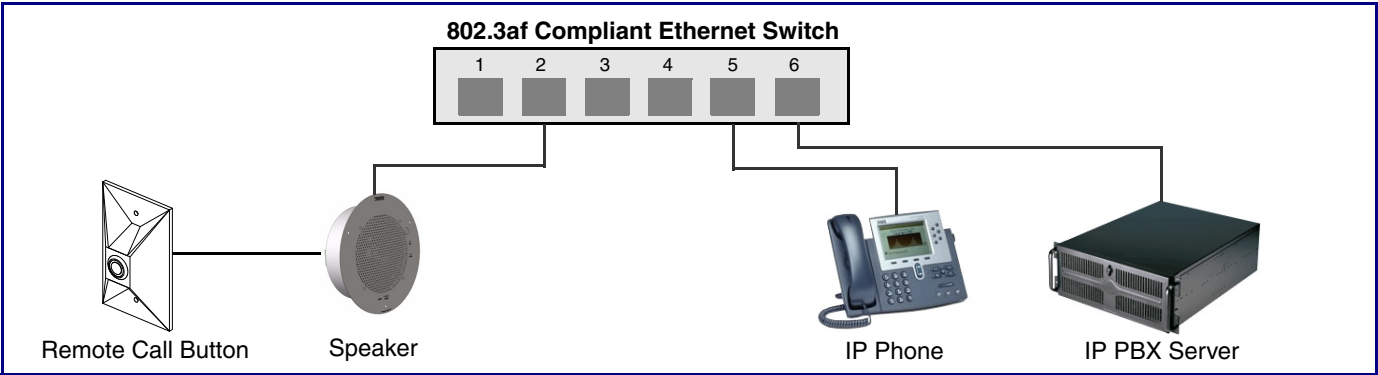 802.3af Compliant Ethernet Switch
1 2 3 4 5 6
Remote Call Button
Speaker
IP Phone
IP PBX Server